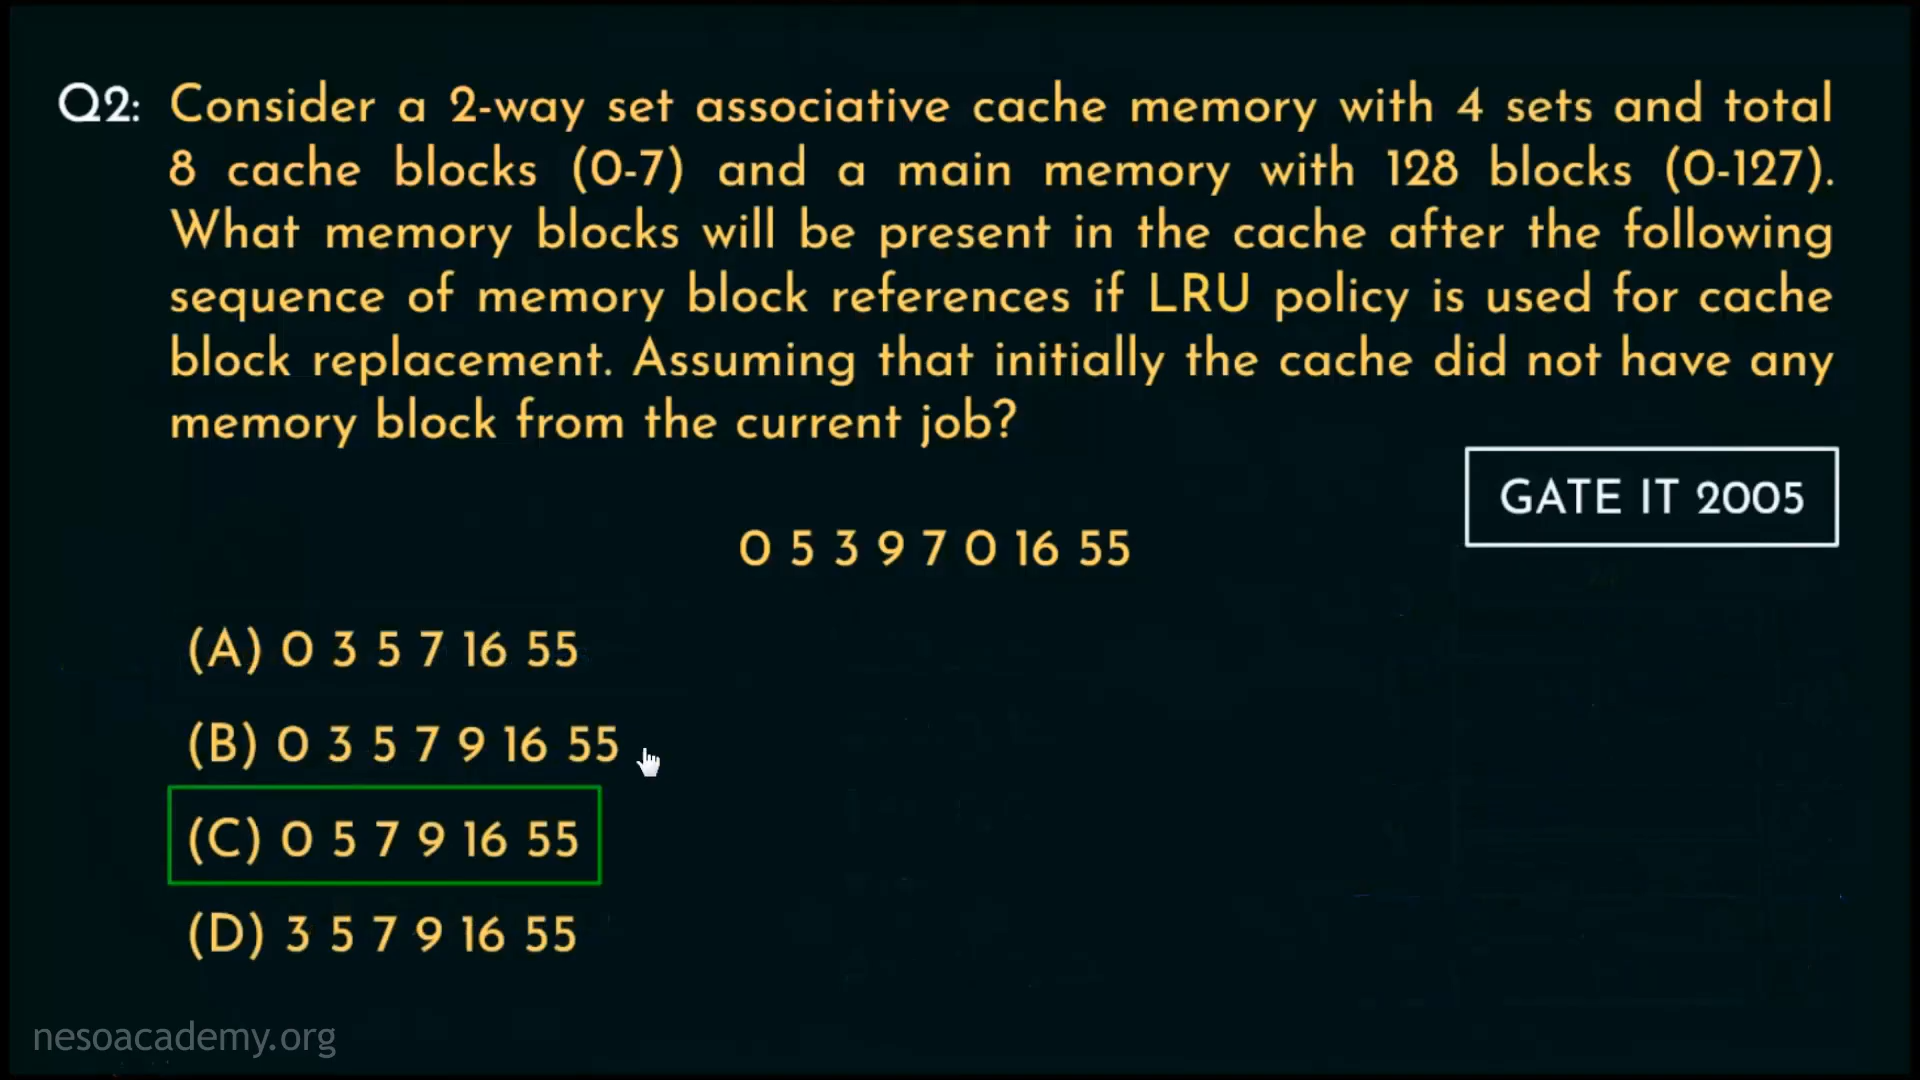 Q2: Consider a 2-way set associative cache memory with 4 sets and total
8 cache blocks (0-7) and a main memory with 128 blocks (0-127).
What memory blocks will be present in the cache after the following
sequence of memory block references if LRU policy is used for cache
block replacement. Assuming that initially the cache did not have any
memory block from the current job?
GATE IT 2005
0 5 3 9 7 0 16 55
(A) 0 3 5 7 16 55
(B) 0 3 5 7 9 16 55
(C) 0 5 7 9 16 55
(D) 3 5 7 9 16 55
nesoacademy.org